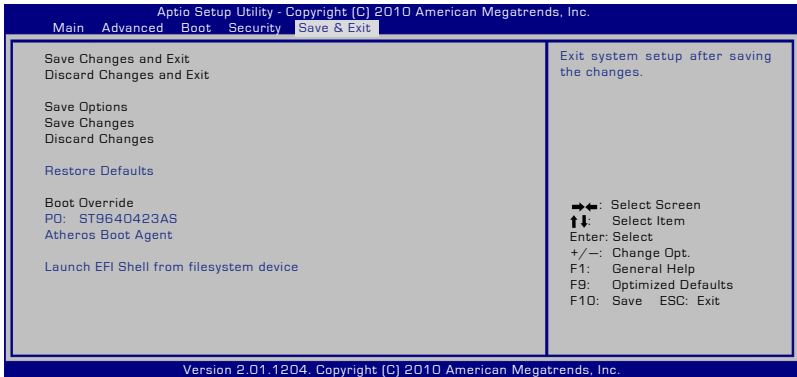 Aptio Setup Utility - Copyright (C) 2010 American Megatrends, Inc.
Main Advanced Boot Security Save & Exit
Save Changes and Exit
Discard Changes and Exit
Save Options
Save Changes
Discard Changes
Restore Defaults
Boot Override
P0: ST9640423AS
Atheros Boot Agent
Launch EFI Shell from filesystem device
Exit system setup after saving
the changes.
→←: Select Screen
↑↓: Select Item
Enter: Select
+/—: Change Opt.
F1: General Help
F9: Optimized Defaults
F10: Save ESC: Exit
Version 2.01.1204. Copyright (C) 2010 American Megatrends, Inc.